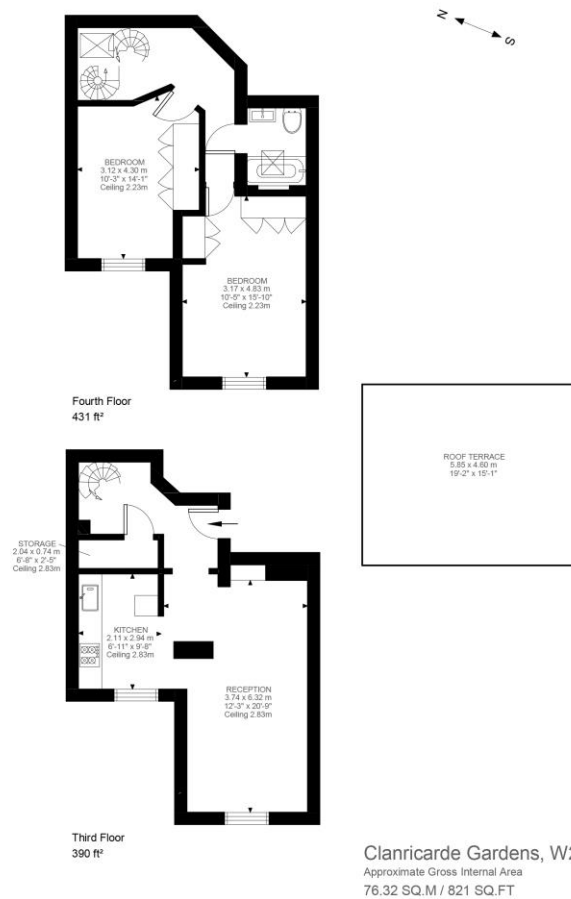 N
S
BEDROOM
3.12 x 4.30 m
10'-3" x 14'-1"
Ceiling 2.23m
BEDROOM
3.17 x 4.83 m
10'-5" x 15'-10"
Ceiling 2.23m
Fourth Floor
431 ft²
ROOF TERRACE
5.85 x 4.60 m
19'-2" x 15'-1"
STORAGE
2.04 x 0.74 m
6'-8" x 2'-5"
Ceiling 2.83m
KITCHEN
2.11 x 2.94 m
6'-11" x 9'-8"
Ceiling 2.83m
RECEPTION
3.74 x 6.32 m
12'-3" x 20'-9"
Ceiling 2.83m
Third Floor
390 ft²
Clanricarde Gardens, W2
Approximate Gross Internal Area
76.32 SQ.M / 821 SQ.FT